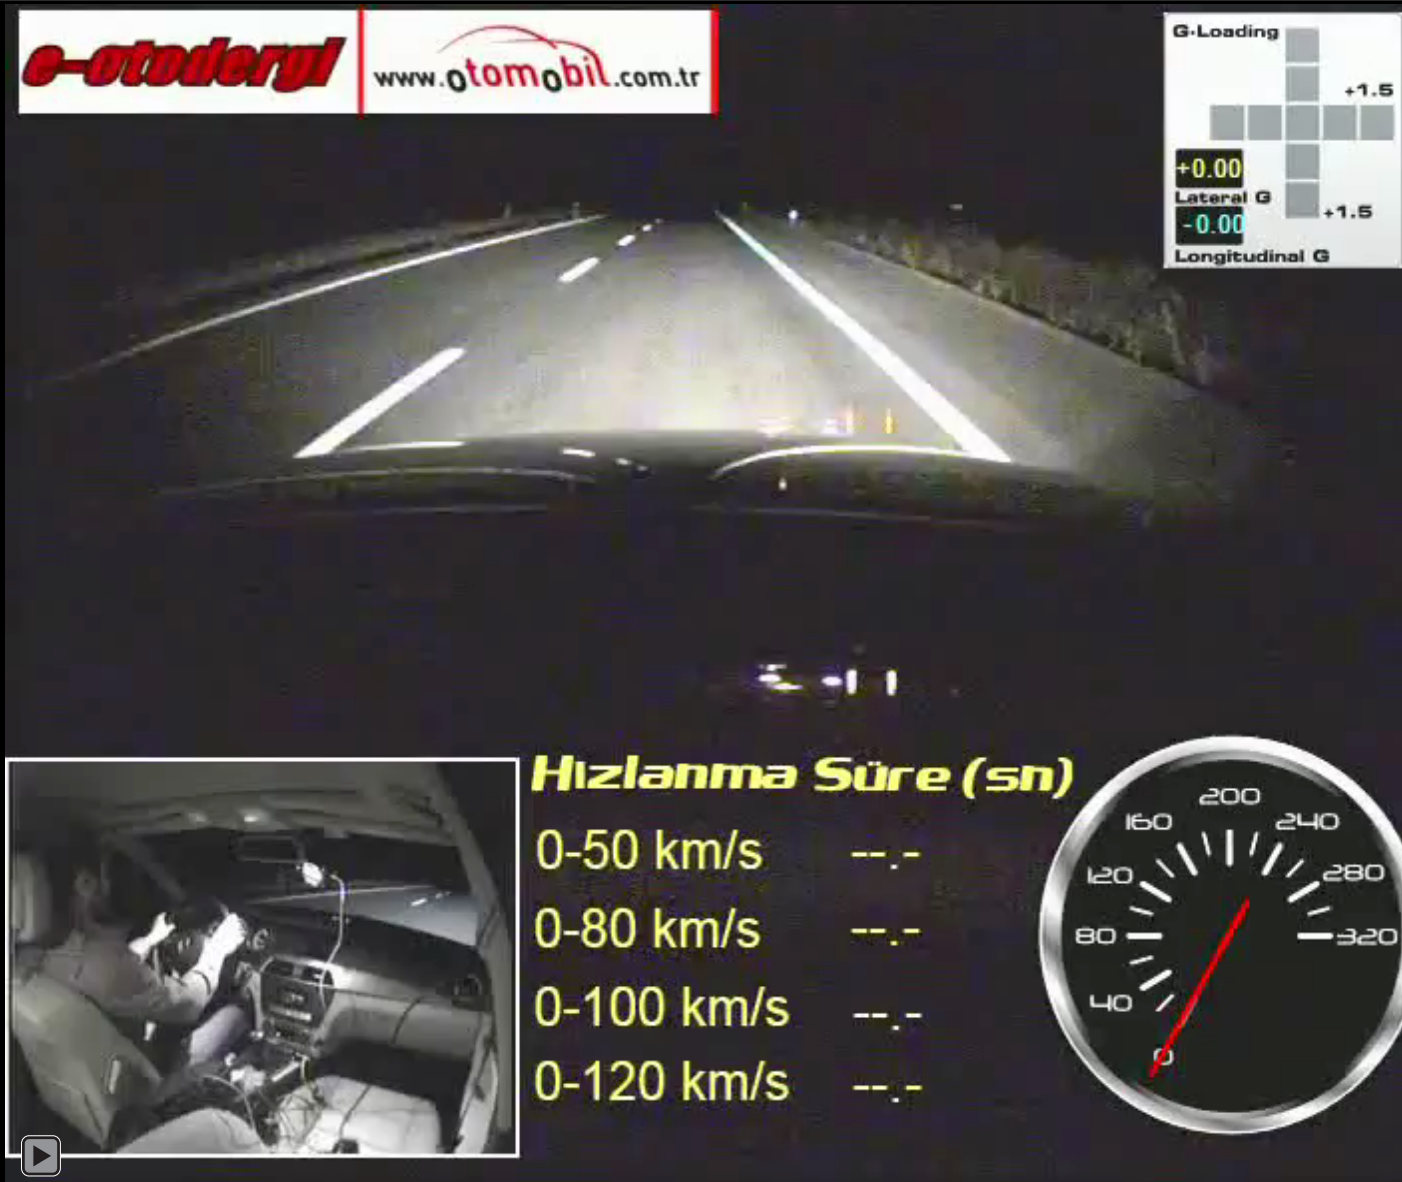 e-otodergi
www.otomobil.com.tr
G-Loading
+1.5
+0.00
Lateral G
-0.00
+1.5
Longitudinal G
Hızlanma Süre (sn)
0-50 km/s --.-
0-80 km/s --.-
0-100 km/s --.-
0-120 km/s --.-
200
160 240
120 280
80 320
40
0